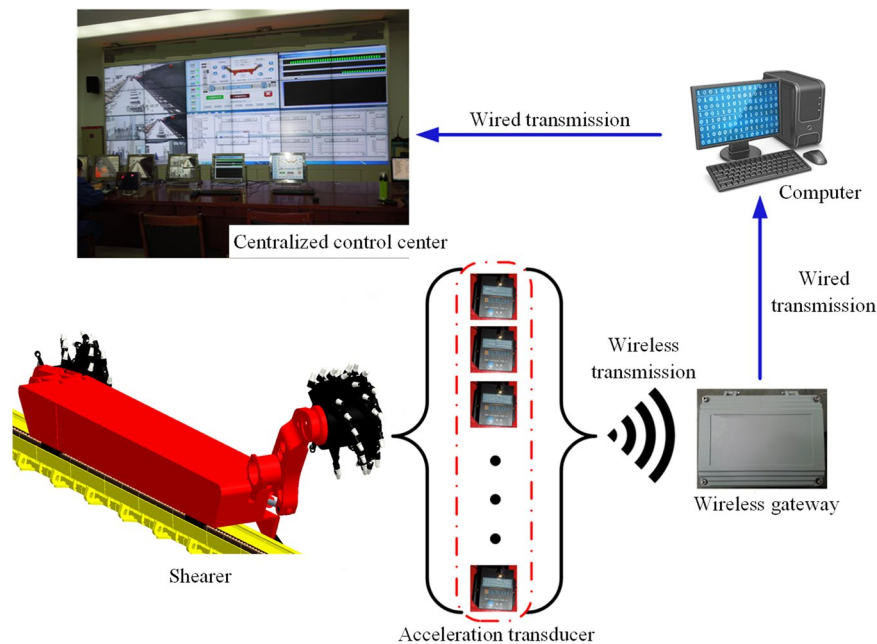 Wired transmission
Computer
Centralized control center
Wired
transmission
Wireless
transmission
Wireless gateway
Shearer
Acceleration transducer